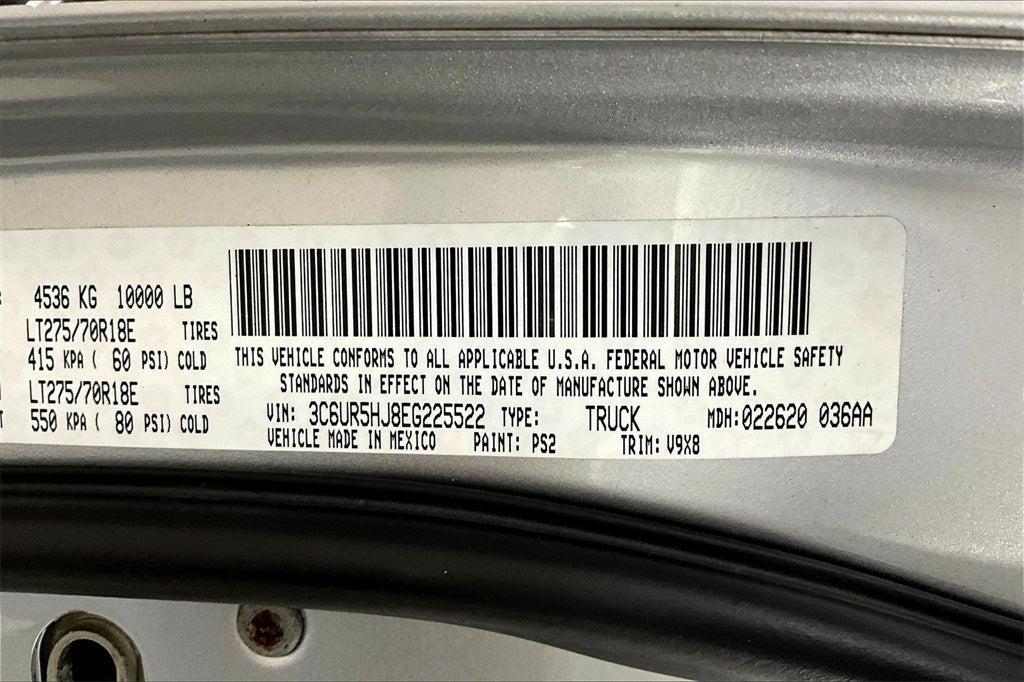 4536 KG 10000 LB
LT275/70R18E TIRES
415 KPA ( 60 PSI) COLD
LT275/70R18E TIRES
550 KPA ( 80 PSI) COLD
THIS VEHICLE CONFORMS TO ALL APPLICABLE U.S.A. FEDERAL MOTOR VEHICLE SAFETY
STANDARDS IN EFFECT ON THE DATE OF MANUFACTURE SHOWN ABOVE.
VIN: 3C6UR5HJ8EG225522 TYPE: TRUCK MDH:022620 036AA
VEHICLE MADE IN MEXICO PAINT: PS2 TRIM: V9X8